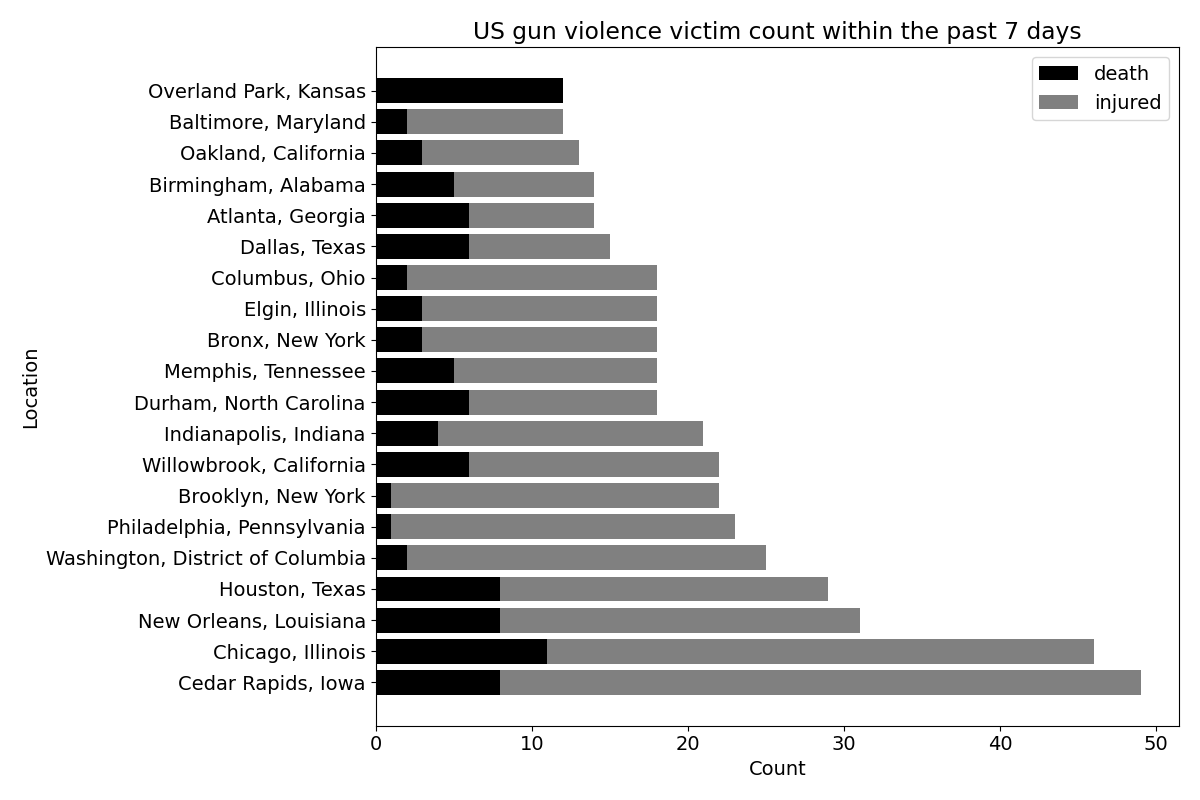 US gun violence victim count within the past 7 days
death
injured
Overland Park, Kansas
Baltimore, Maryland
Oakland, California
Birmingham, Alabama
Atlanta, Georgia
Dallas, Texas
Columbus, Ohio
Elgin, Illinois
Bronx, New York
Memphis, Tennessee
Durham, North Carolina
Indianapolis, Indiana
Willowbrook, California
Brooklyn, New York
Philadelphia, Pennsylvania
Washington, District of Columbia
Houston, Texas
New Orleans, Louisiana
Chicago, Illinois
Cedar Rapids, Iowa
Location
0 10 20 30 40 50
Count